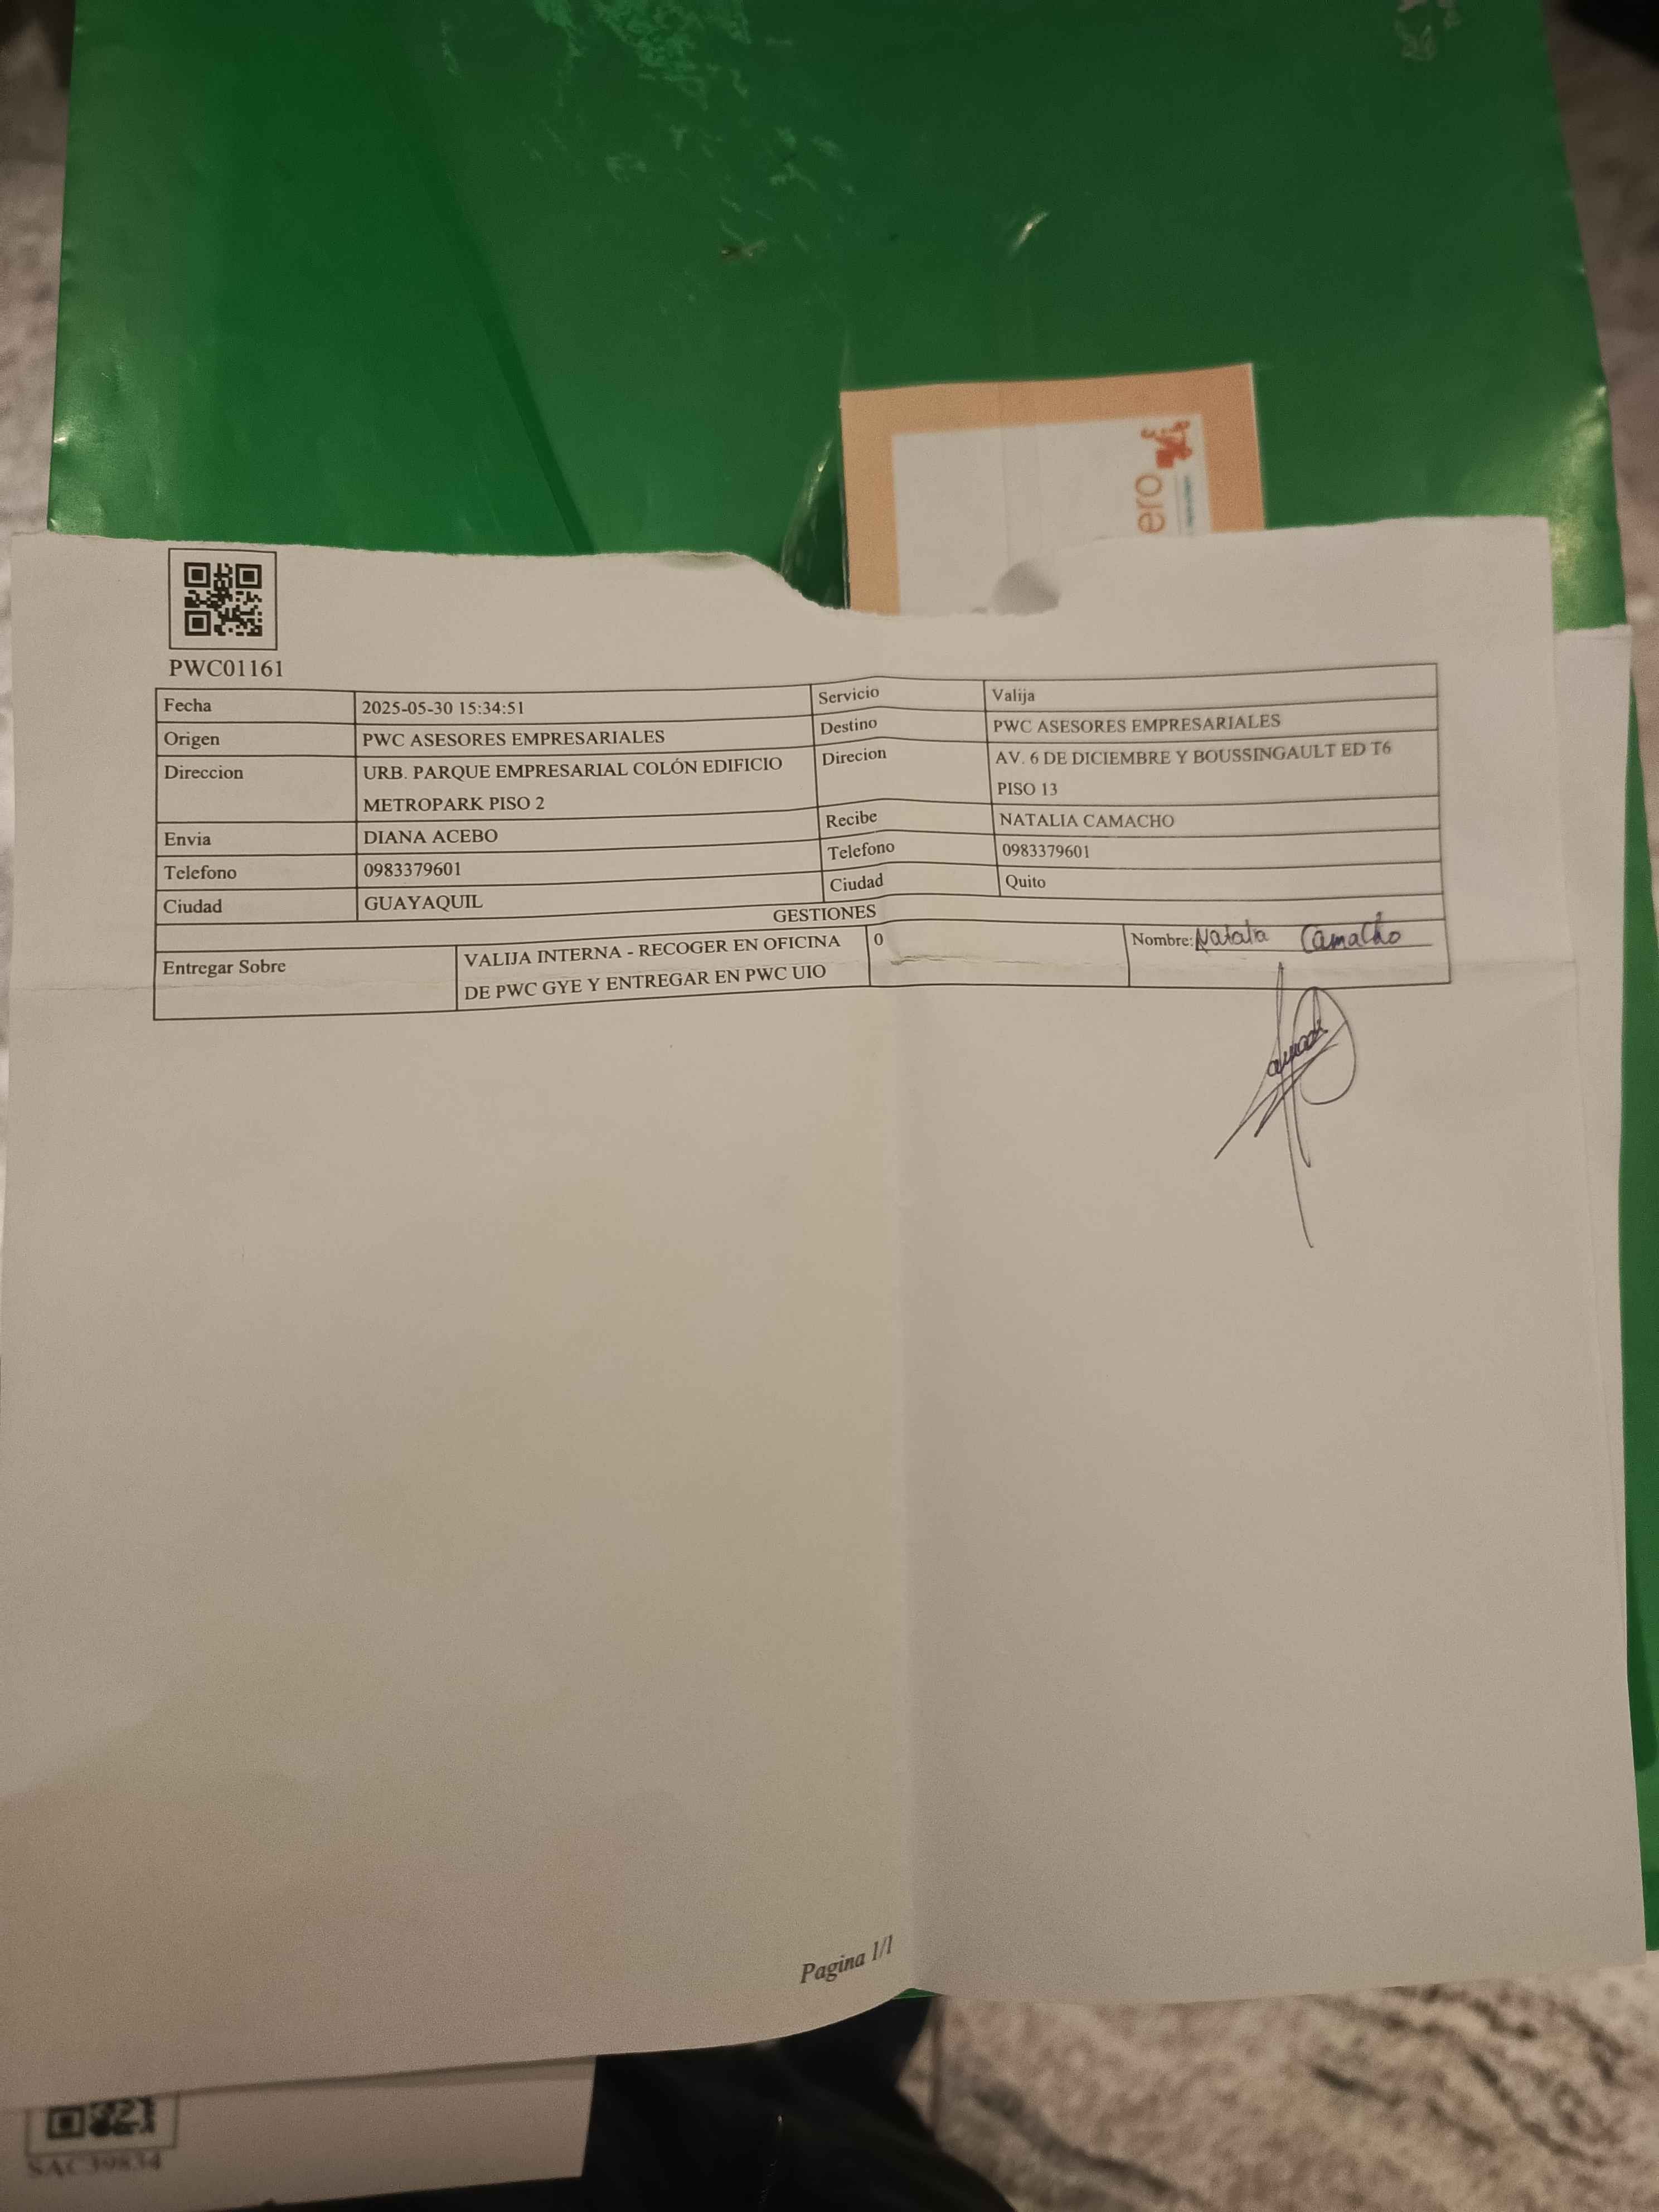 ero
PWC01161
Fecha 2025-05-30 15:34:51 Servicio Valija
Origen PWC ASESORES EMPRESARIALES Destino PWC ASESORES EMPRESARIALES
Direccion URB. PARQUE EMPRESARIAL COLÓN EDIFICIO Direcion AV. 6 DE DICIEMBRE Y BOUSSINGAULT ED T6
METROPARK PISO 2 PISO 13
Envia DIANA ACEBO Recibe NATALIA CAMACHO
Telefono 0983379601 Telefono 0983379601
Ciudad GUAYAQUIL Ciudad Quito
GESTIONES
Entregar Sobre VALIJA INTERNA - RECOGER EN OFICINA 0 Nombre: Natalia Camacho
DE PWC GYE Y ENTREGAR EN PWC UIO
Pagina 1/1
SAC39834